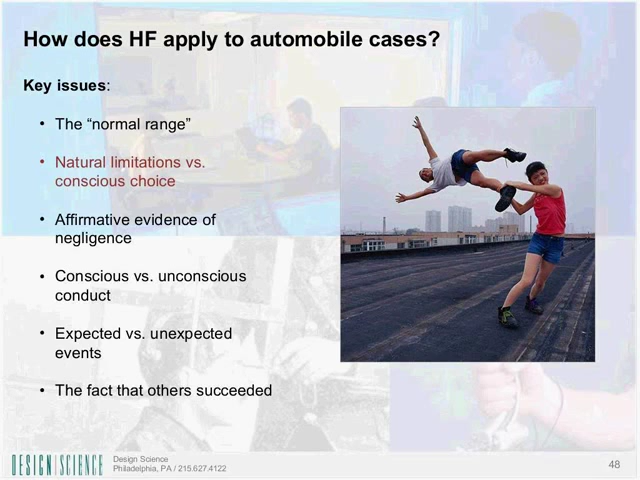 How does HF apply to automobile cases?
Key issues:
• The “normal range”
• Natural limitations vs.
conscious choice
• Affirmative evidence of
negligence
• Conscious vs. unconscious
conduct
• Expected vs. unexpected
events
• The fact that others succeeded
DESIGN SCIENCE
Design Science
Philadelphia, PA / 215.627.4122
48